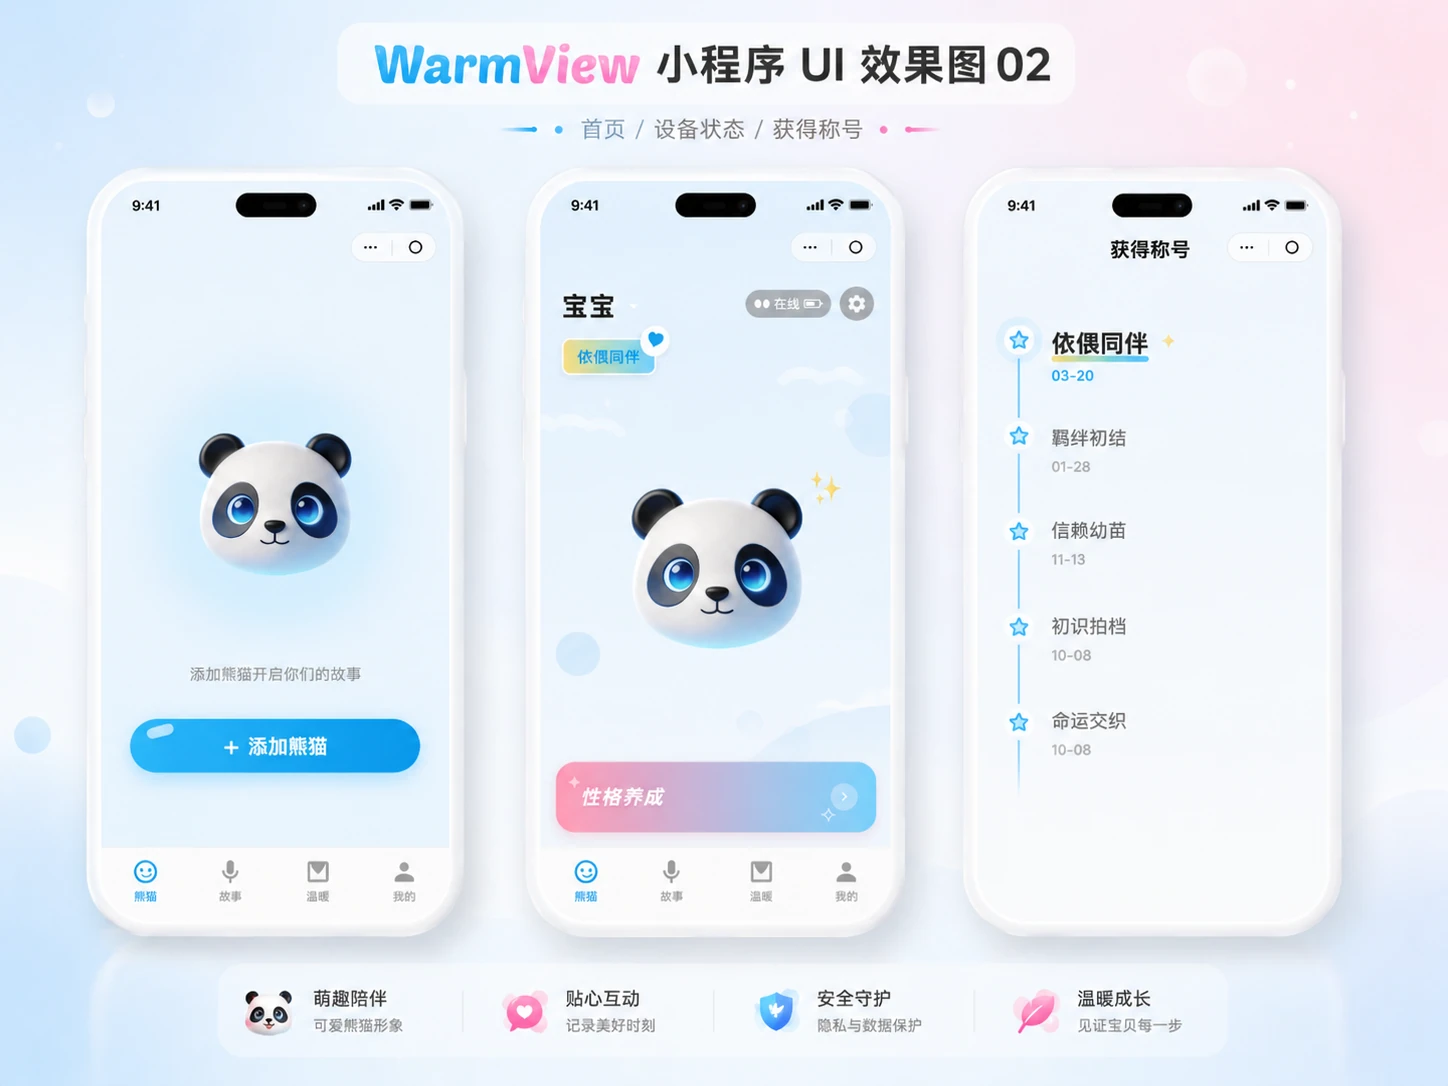 WarmView 小程序 UI 效果图 02
首页 / 设备状态 / 获得称号
9:41
添加熊猫开启你们的故事
+ 添加熊猫
熊猫
故事
温暖
我的
9:41
宝宝
在线
依偎同伴
性格养成
熊猫
故事
温暖
我的
9:41
获得称号
依偎同伴
03-20
羁绊初结
01-28
信赖幼苗
11-13
初识拍档
10-08
命运交织
10-08
萌趣陪伴
可爱熊猫形象
贴心互动
记录美好时刻
安全守护
隐私与数据保护
温暖成长
见证宝贝每一步